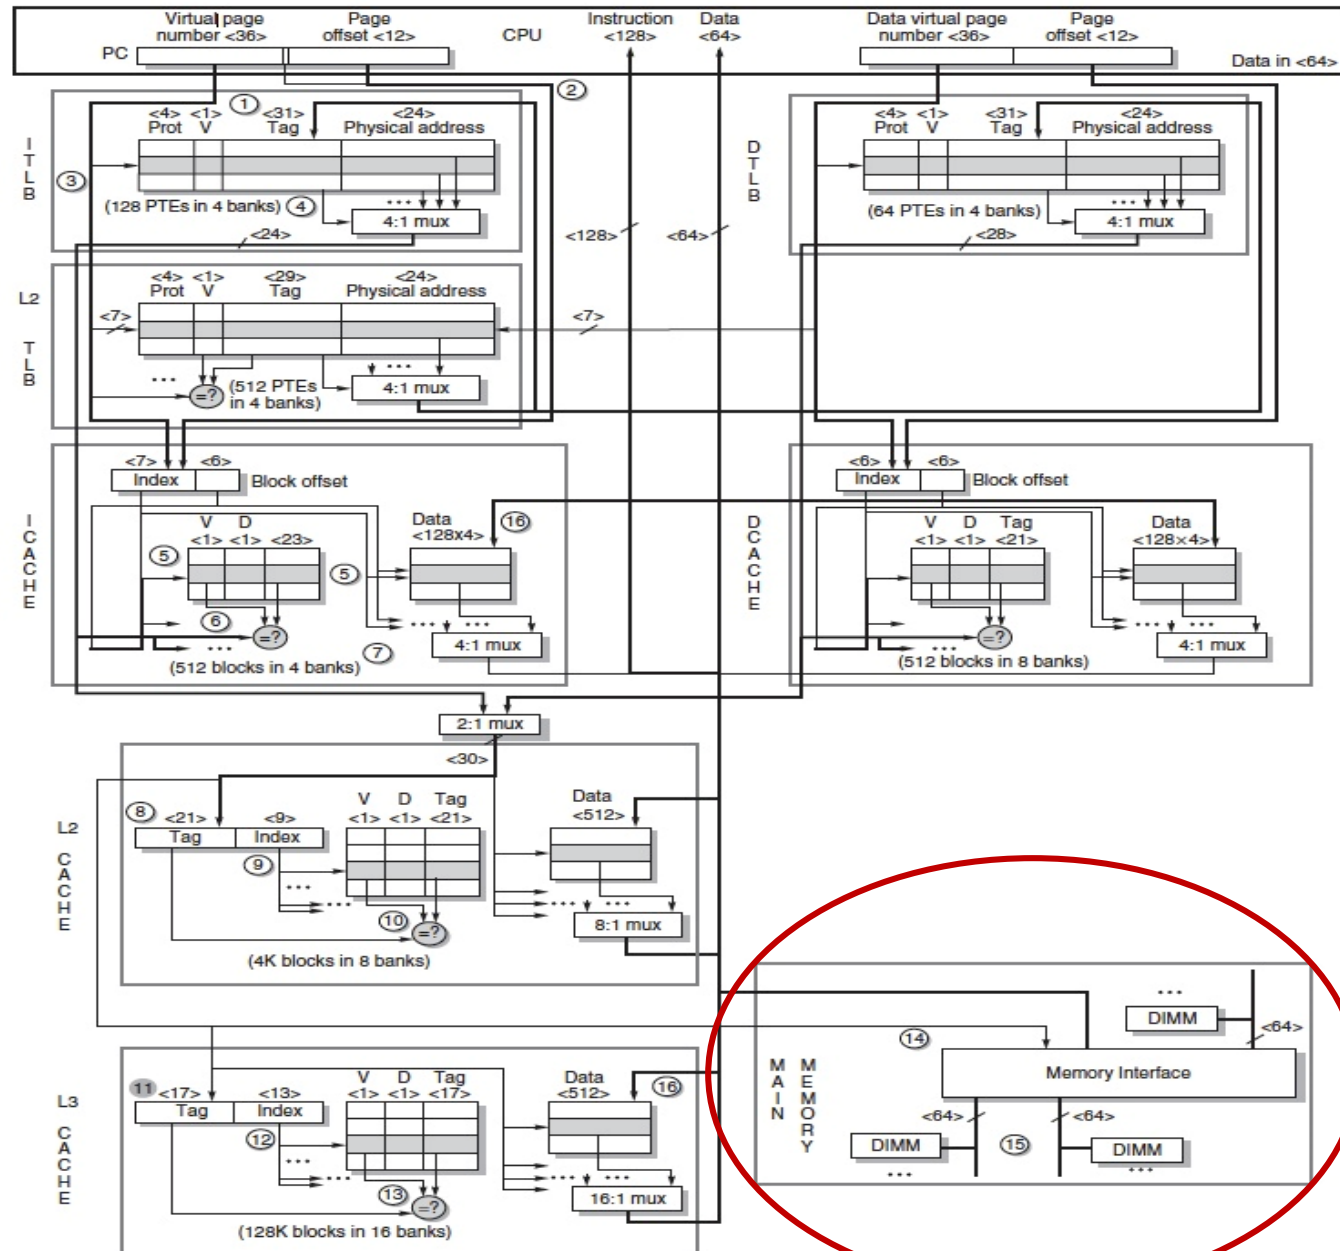 Virtual page number <36>
Page offset <12>
CPU
Instruction <128>
Data <64>
Data virtual page number <36>
Page offset <12>
PC
Data in <64>
1
2
ITLB
<4> <1> <31> <24>
Prot V Tag Physical address
3
(128 PTEs in 4 banks) 4
...
4:1 mux
<24>
DTLB
<4> <1> <31> <24>
Prot V Tag Physical address
(64 PTEs in 4 banks)
...
4:1 mux
<28>
<128>
<64>
L2 TLB
<4> <1> <29> <24>
Prot V Tag Physical address
<7>
<7>
...
=?
(512 PTEs in 4 banks)
...
4:1 mux
ICACHE
<7> <6>
Index Block offset
V D
<1> <1> <23>
5
5
Data <128x4>
16
6
=?
...
7
... ...
4:1 mux
(512 blocks in 4 banks)
DCACHE
<6> <6>
Index Block offset
V D Tag
<1> <1> <21>
Data <128×4>
=?
...
... ...
4:1 mux
(512 blocks in 8 banks)
2:1 mux
<30>
L2 CACHE
8
<21> <9>
Tag Index
V D Tag
<1> <1> <21>
Data <512>
9
...
...
10
=?
... ...
8:1 mux
(4K blocks in 8 banks)
L3 CACHE
11
<17> <13>
Tag Index
V D Tag
<1> <1> <17>
Data <512>
16
12
...
...
13
=?
... ...
16:1 mux
(128K blocks in 16 banks)
MAIN MEMORY
14
...
DIMM
<64>
Memory Interface
<64>
<64>
DIMM
...
15
DIMM
...